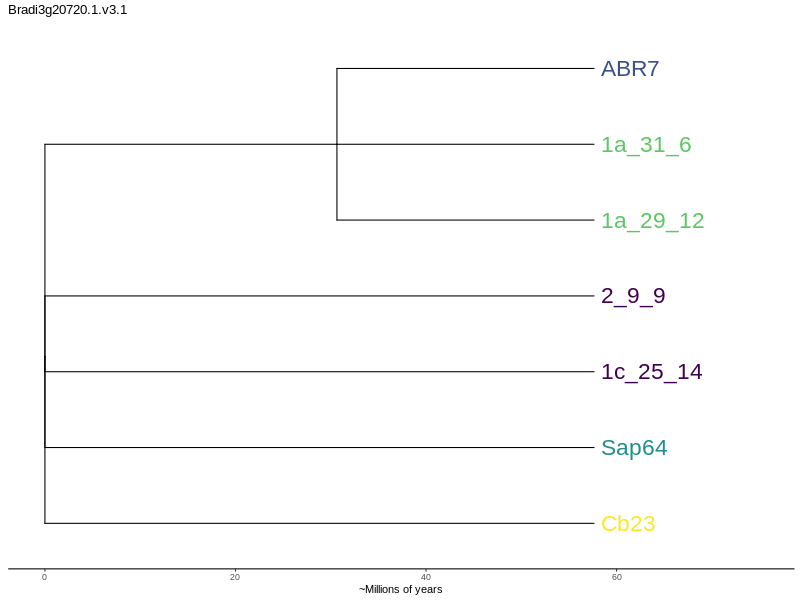 Bradi3g20720.1.v3.1
ABR7
1a_31_6
1a_29_12
2_9_9
1c_25_14
Sap64
Cb23
0 20 40 60
~Millions of years